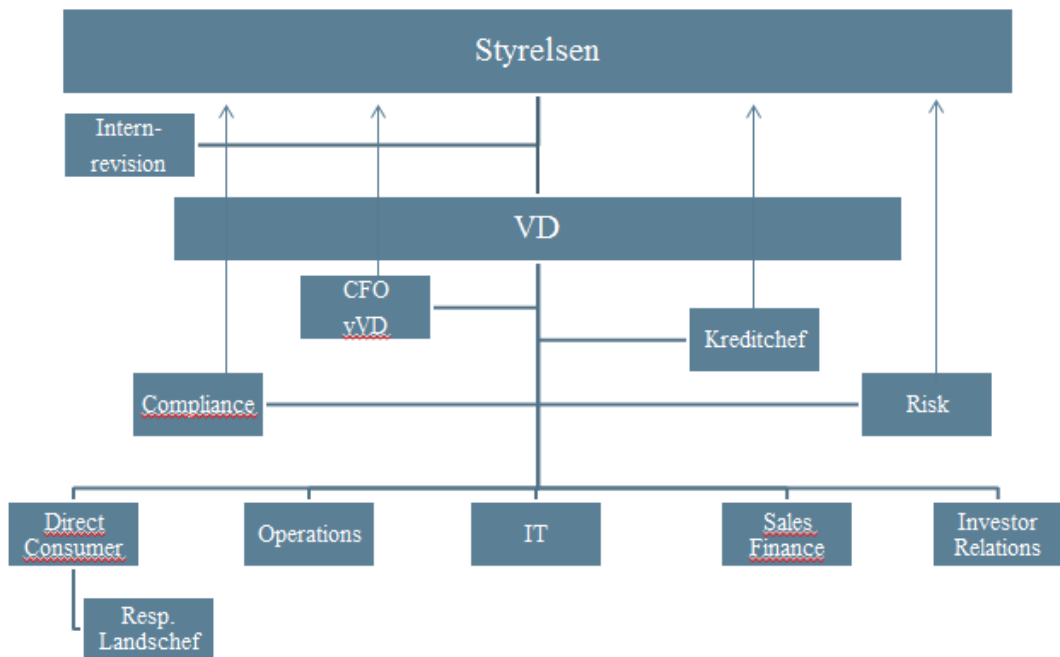 Styrelsen
Intern-
revision
VD
CFO
vVD
Kreditchef
Compliance
Risk
Direct
Consumer
Operations
IT
Sales
Finance
Investor
Relations
Resp.
Landschef